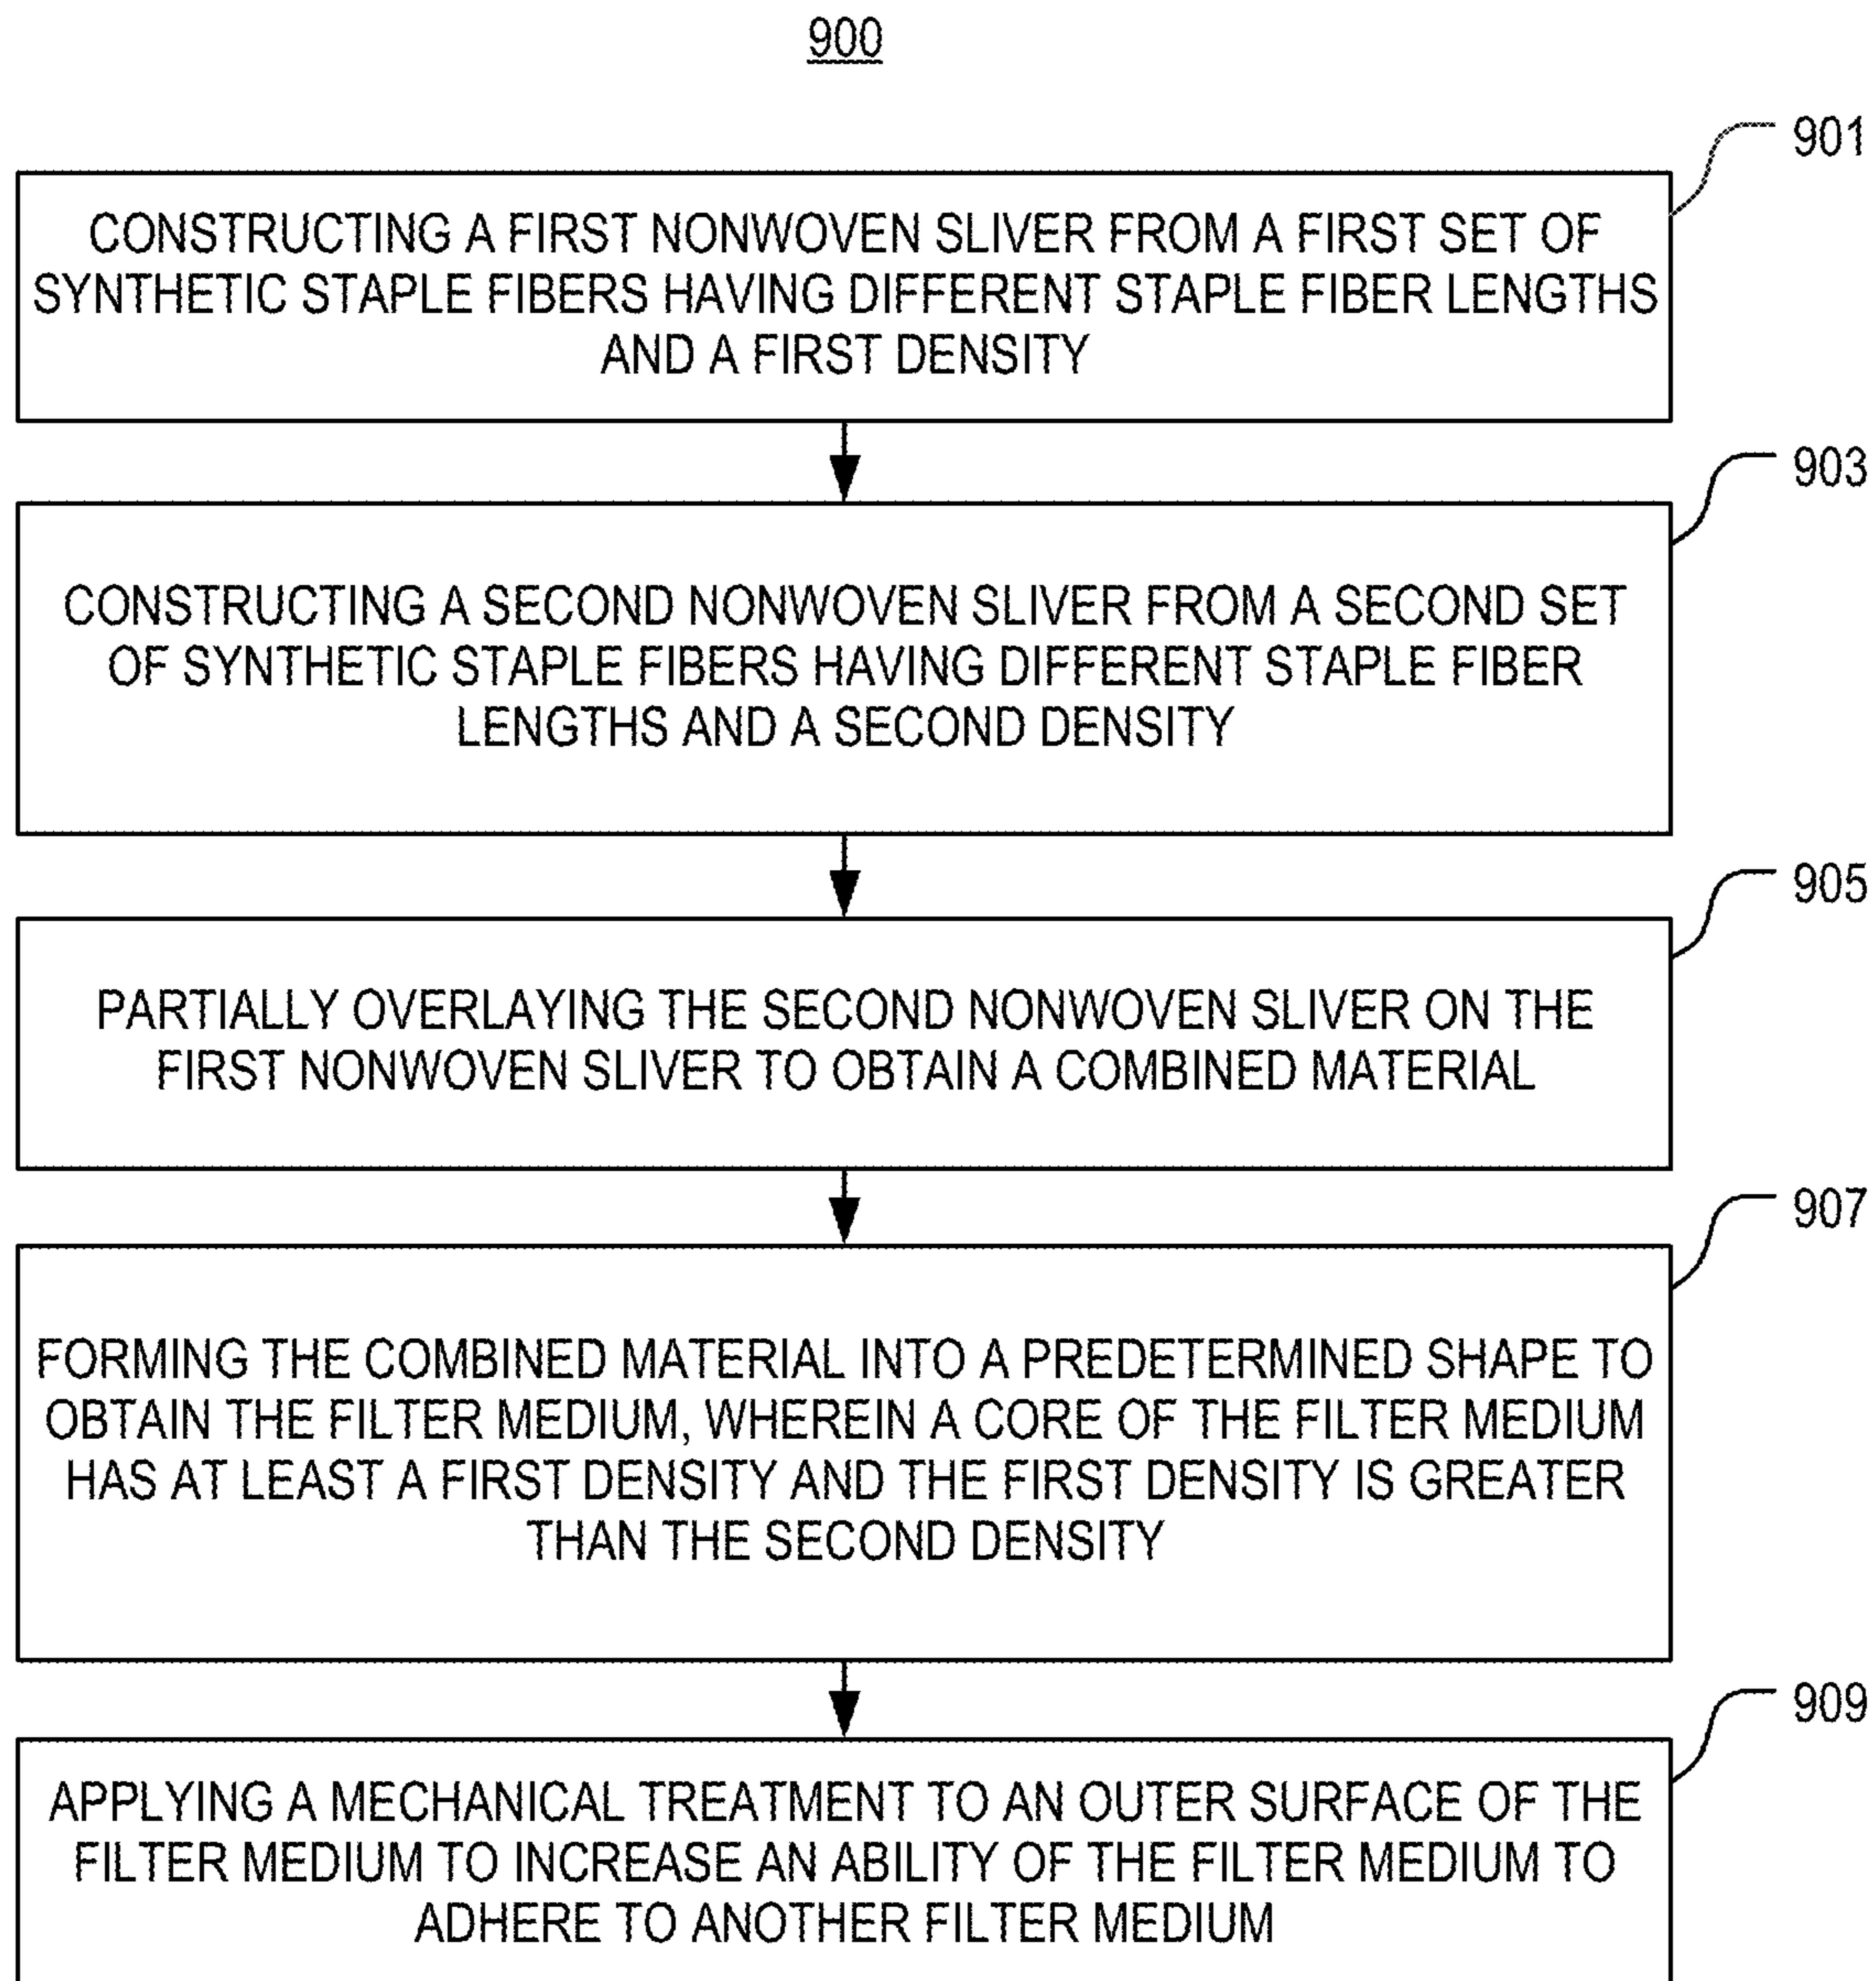 900
901
CONSTRUCTING A FIRST NONWOVEN SLIVER FROM A FIRST SET OF
SYNTHETIC STAPLE FIBERS HAVING DIFFERENT STAPLE FIBER LENGTHS
AND A FIRST DENSITY
903
CONSTRUCTING A SECOND NONWOVEN SLIVER FROM A SECOND SET
OF SYNTHETIC STAPLE FIBERS HAVING DIFFERENT STAPLE FIBER
LENGTHS AND A SECOND DENSITY
905
PARTIALLY OVERLAYING THE SECOND NONWOVEN SLIVER ON THE
FIRST NONWOVEN SLIVER TO OBTAIN A COMBINED MATERIAL
907
FORMING THE COMBINED MATERIAL INTO A PREDETERMINED SHAPE TO
OBTAIN THE FILTER MEDIUM, WHEREIN A CORE OF THE FILTER MEDIUM
HAS AT LEAST A FIRST DENSITY AND THE FIRST DENSITY IS GREATER
THAN THE SECOND DENSITY
909
APPLYING A MECHANICAL TREATMENT TO AN OUTER SURFACE OF THE
FILTER MEDIUM TO INCREASE AN ABILITY OF THE FILTER MEDIUM TO
ADHERE TO ANOTHER FILTER MEDIUM